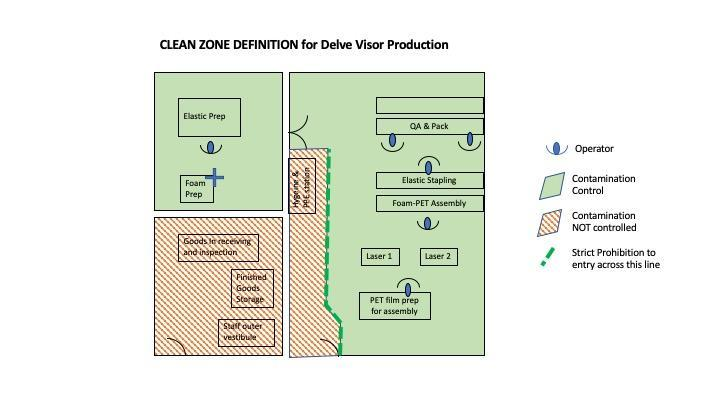 CLEAN ZONE DEFINITION for Delve Visor Production
Elastic Prep
Foam
Prep
Goods In receiving
and inspection
Finished
Goods
Storage
Staff outer
vestibule
Hygiene &
PPE station
QA & Pack
Elastic Stapling
Foam-PET Assembly
Laser 1
Laser 2
PET film prep
for assembly
Operator
Contamination
Control
Contamination
NOT controlled
Strict Prohibition to
entry across this line